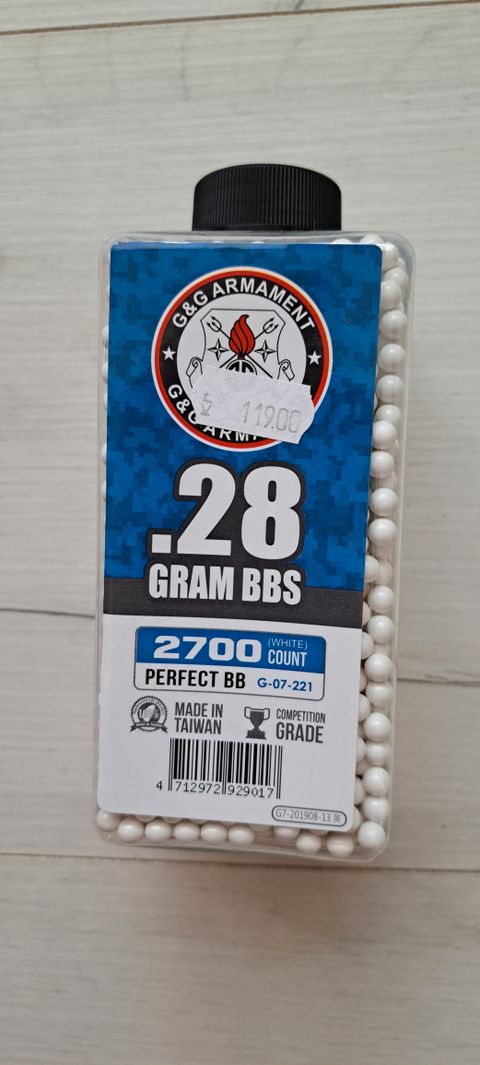 G&G ARMAMENT
119.00
.28
GRAM BBS
2700 (WHITE) COUNT
PERFECT BB G-07-221
MADE IN TAIWAN
COMPETITION GRADE
4 712972 929017
G7-201908-13 黃